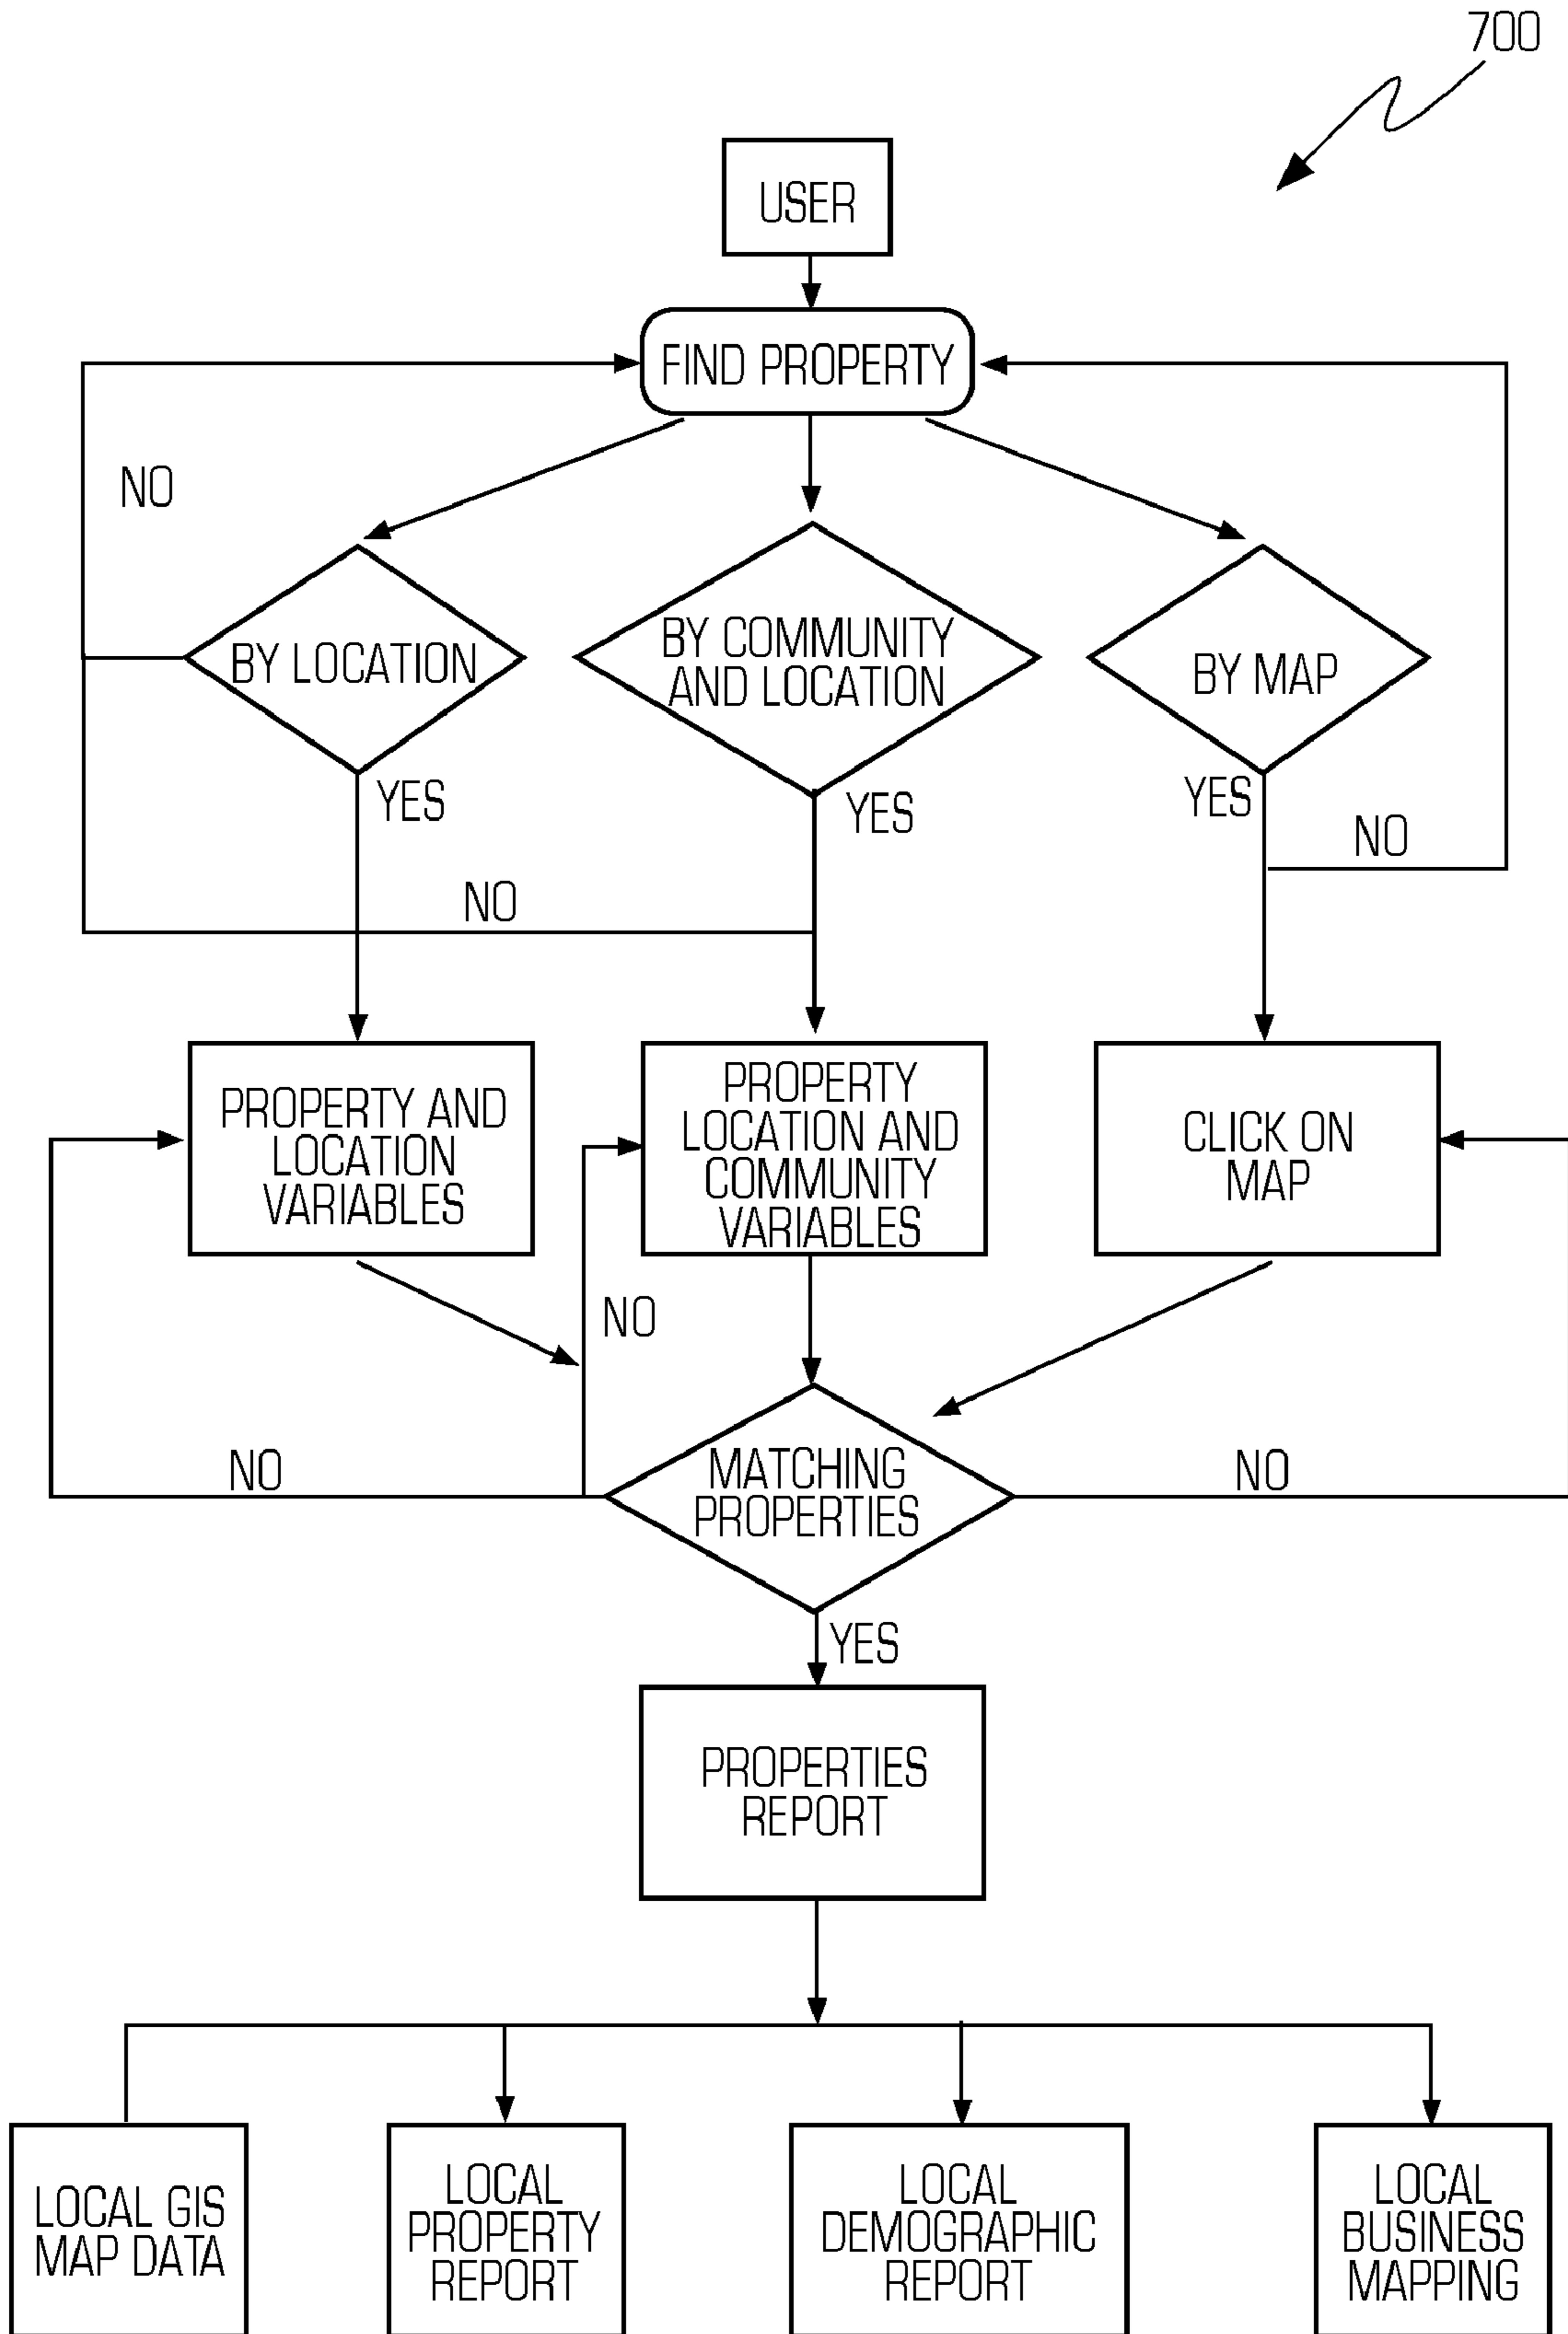 700
USER
FIND PROPERTY
NO
BY LOCATION
BY COMMUNITY
AND LOCATION
BY MAP
YES
YES
YES
NO
NO
PROPERTY AND
LOCATION
VARIABLES
PROPERTY
LOCATION AND
COMMUNITY
VARIABLES
CLICK ON
MAP
NO
NO
MATCHING
PROPERTIES
NO
YES
PROPERTIES
REPORT
LOCAL GIS
MAP DATA
LOCAL
PROPERTY
REPORT
LOCAL
DEMOGRAPHIC
REPORT
LOCAL
BUSINESS
MAPPING